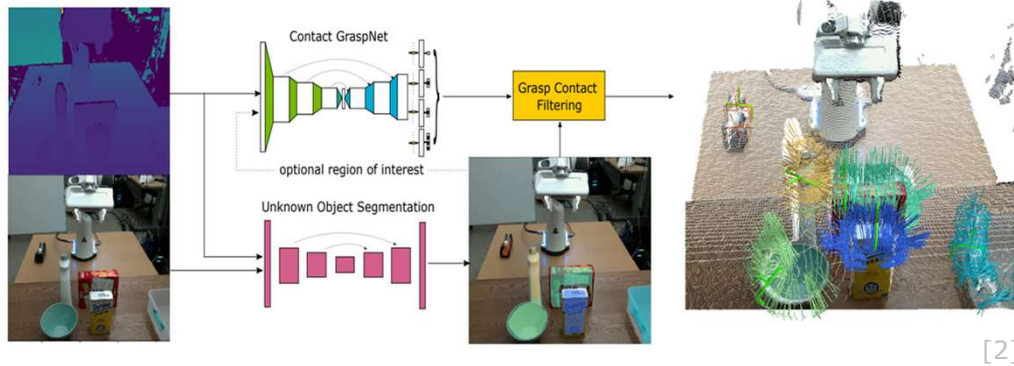 Contact GraspNet
Grasp Contact
Filtering
optional region of interest
Unknown Object Segmentation
[2]